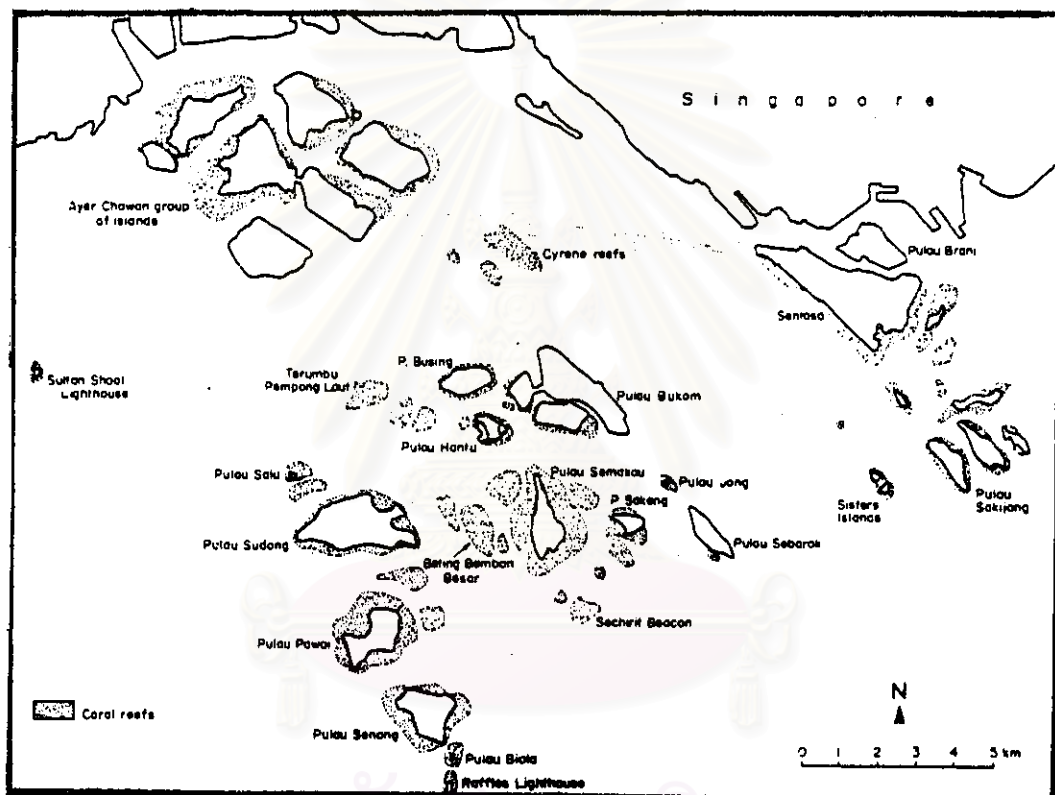 Singapore
Ayer Chawan group
of islands
Pulau Brani
Cyrene reefs
Sentosa
Sultan Shoal
Lighthouse
P. Busing
Terumbu
Pempang Laut
Pulau Bukom
Pulau Hantu
Pulau Salu
Pulau Semakau
Pulau Jong
P. Sakeng
Sisters
Islands
Pulau
Sakijang
Pulau Sudong
Pulau Sebarok
Beting Bemban
Besar
Sechirit Beacon
Pulau Pawai
N
Coral reefs
Pulau Senang
0 1 2 3 4 5 km
Pulau Biola
Raffles Lighthouse